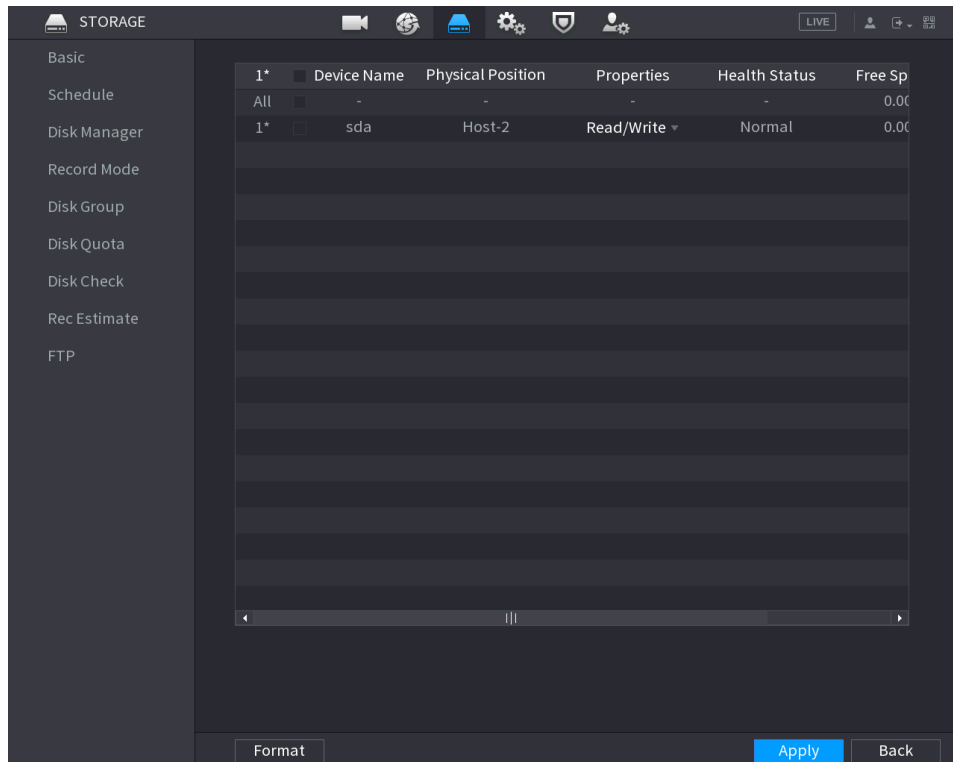 STORAGE LIVE
Basic
Schedule
Disk Manager
Record Mode
Disk Group
Disk Quota
Disk Check
Rec Estimate
FTP
1* Device Name Physical Position Properties Health Status Free Sp
All - - - - 0.00
1* sda Host-2 Read/Write Normal 0.00
Format Apply Back